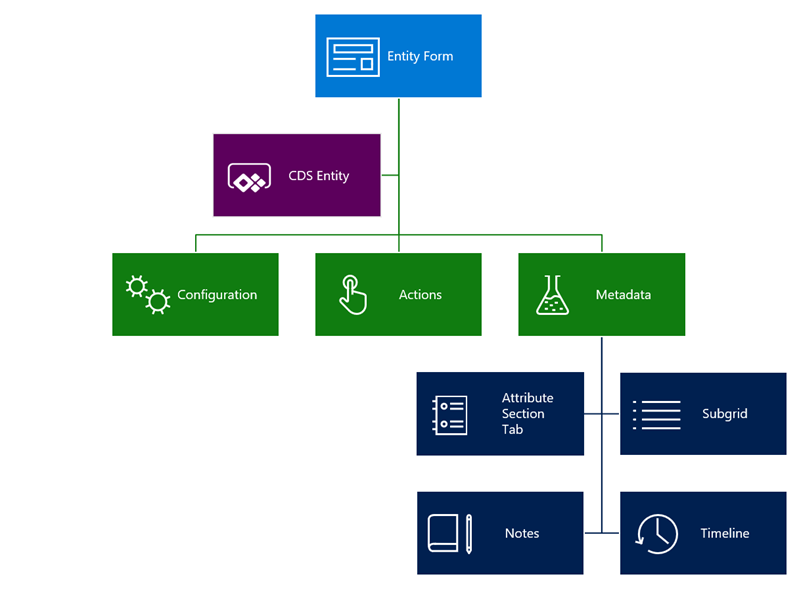 Entity Form
CDS Entity
Configuration
Actions
Metadata
Attribute
Section
Tab
Subgrid
Notes
Timeline